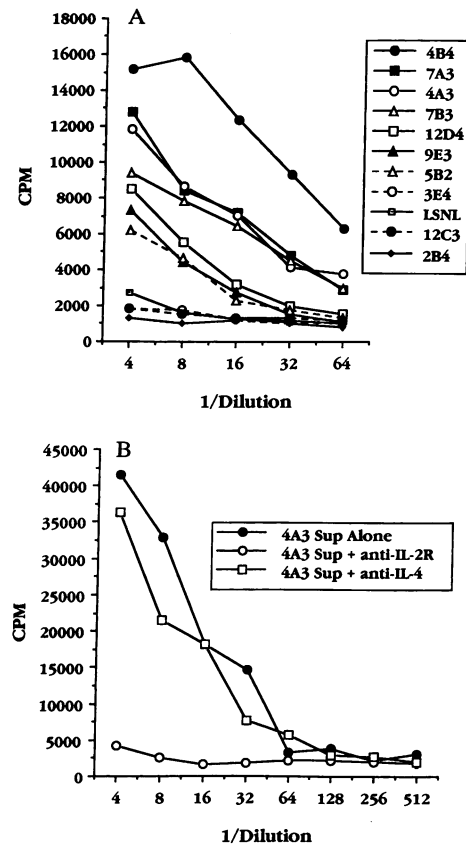 A
18000
16000
14000
12000
10000
8000
6000
4000
2000
0
CPM
4 8 16 32 64
1/Dilution
4B4
7A3
4A3
7B3
12D4
9E3
5B2
3E4
LSNL
12C3
2B4
B
45000
40000
35000
30000
25000
20000
15000
10000
5000
0
CPM
4A3 Sup Alone
4A3 Sup + anti-IL-2R
4A3 Sup + anti-IL-4
4 8 16 32 64 128 256 512
1/Dilution